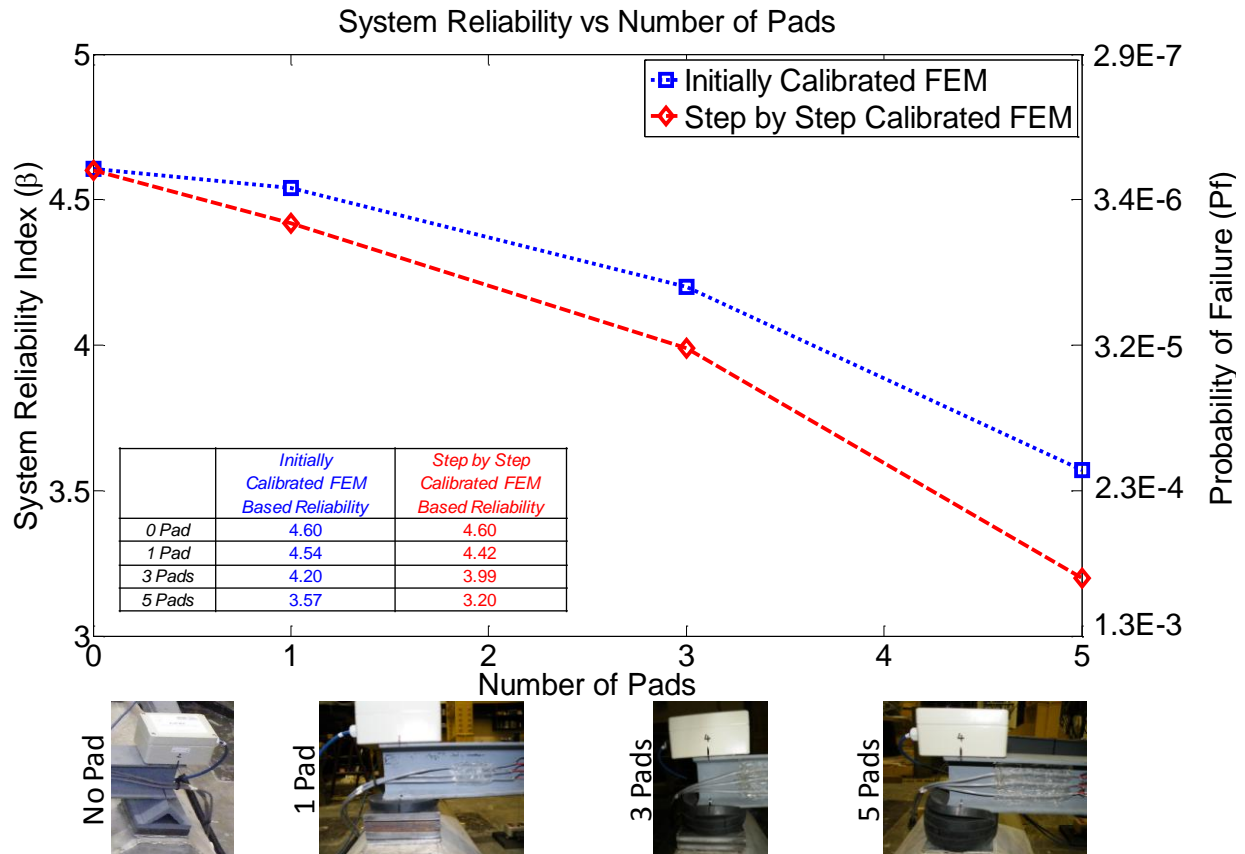 System Reliability vs Number of Pads
Initially Calibrated FEM
Step by Step Calibrated FEM
System Reliability Index (β)
5
4.5
4
3.5
3
Probability of Failure (Pf)
2.9E-7
3.4E-6
3.2E-5
2.3E-4
1.3E-3
Initially Calibrated FEM Based Reliability
Step by Step Calibrated FEM Based Reliability
0 Pad 4.60 4.60
1 Pad 4.54 4.42
3 Pads 4.20 3.99
5 Pads 3.57 3.20
0 1 2 3 4 5
Number of Pads
No Pad
1 Pad
3 Pads
4
5 Pads
4